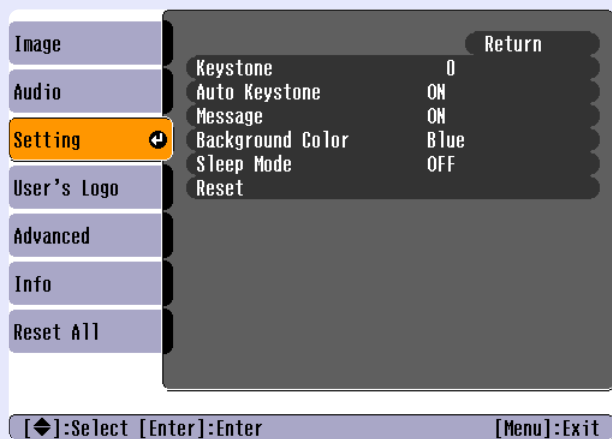 Image
Audio
Setting
User's Logo
Advanced
Info
Reset All
Return
Keystone 0
Auto Keystone ON
Message ON
Background Color Blue
Sleep Mode OFF
Reset
[◆]:Select [Enter]:Enter [Menu]:Exit